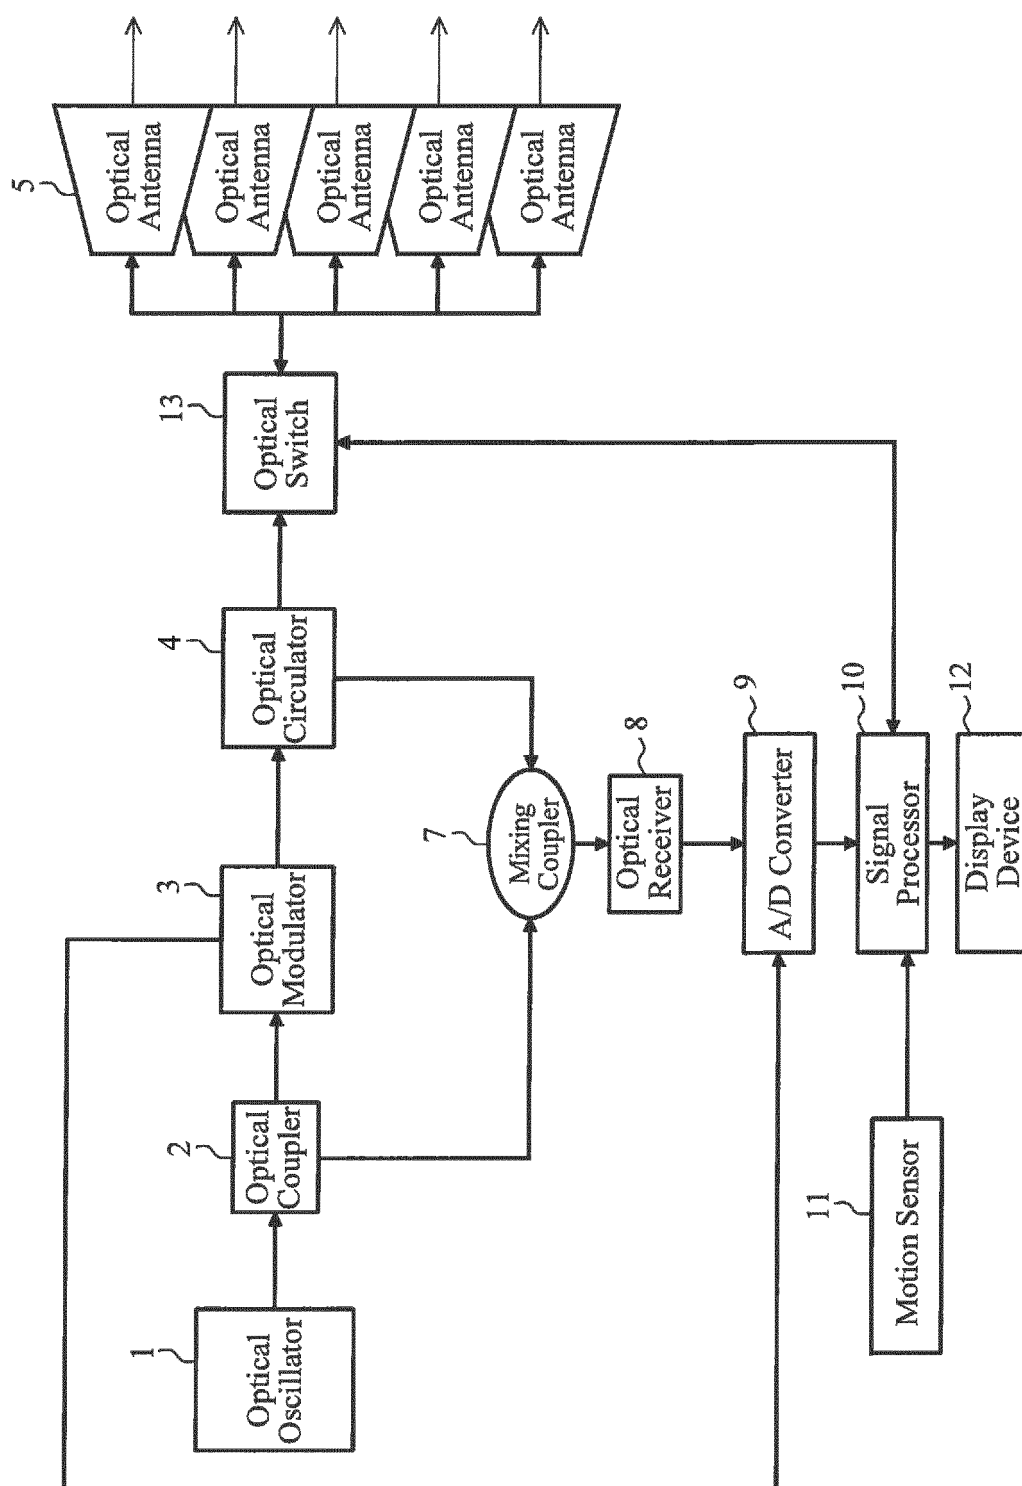 1
Optical
Oscillator
2
Optical
Coupler
3
Optical
Modulator
4
Optical
Circulator
13
Optical
Switch
5
Optical
Antenna
Optical
Antenna
Optical
Antenna
Optical
Antenna
Optical
Antenna
7
Mixing
Coupler
8
Optical
Receiver
9
A/D Converter
10
Signal
Processor
11
Motion Sensor
12
Display
Device